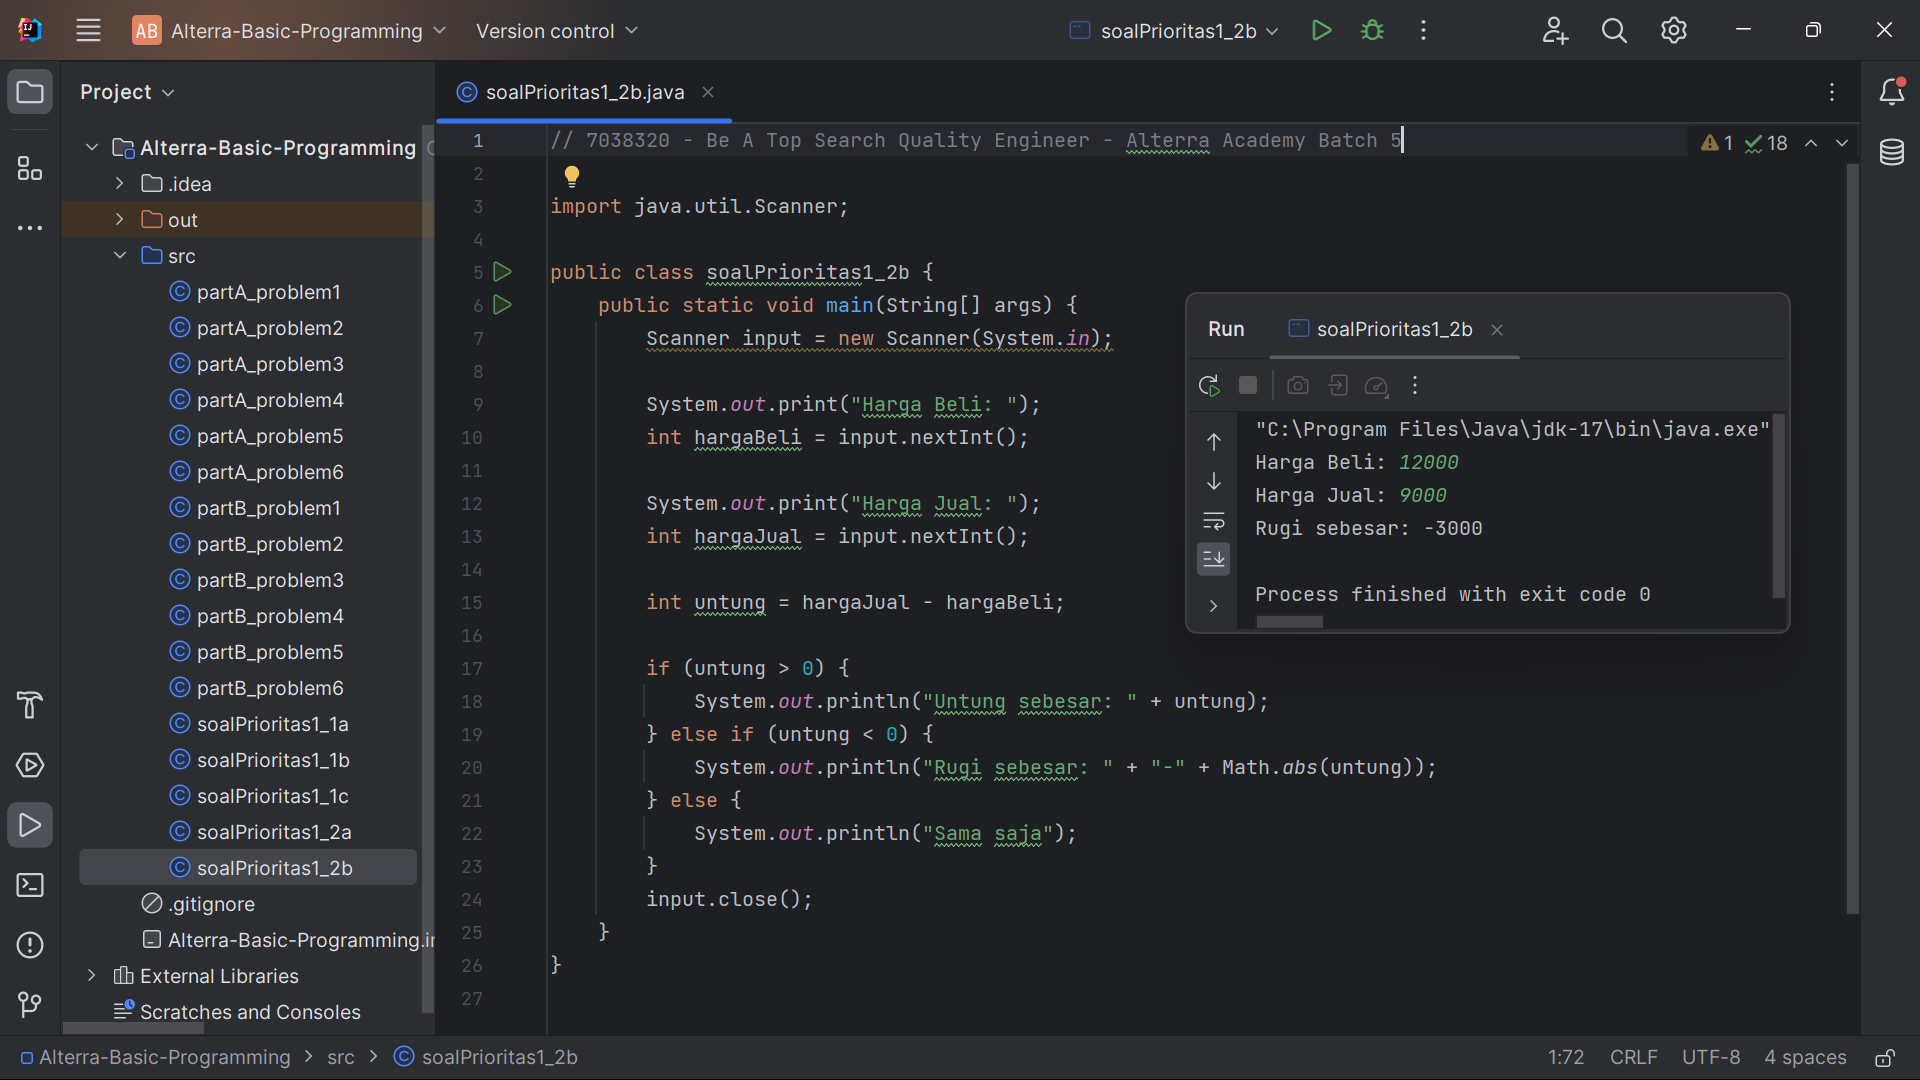 AB Alterra-Basic-Programming Version control soalPrioritas1_2b
Project
Alterra-Basic-Programming
.idea
out
src
partA_problem1
partA_problem2
partA_problem3
partA_problem4
partA_problem5
partA_problem6
partB_problem1
partB_problem2
partB_problem3
partB_problem4
partB_problem5
partB_problem6
soalPrioritas1_1a
soalPrioritas1_1b
soalPrioritas1_1c
soalPrioritas1_2a
soalPrioritas1_2b
.gitignore
Alterra-Basic-Programming.i
External Libraries
Scratches and Consoles
soalPrioritas1_2b.java
1 // 7038320 - Be A Top Search Quality Engineer - Alterra Academy Batch 5
1 18
2
3 import java.util.Scanner;
4
5 public class soalPrioritas1_2b {
6 public static void main(String[] args) {
7 Scanner input = new Scanner(System.in);
8
9 System.out.print("Harga Beli: ");
10 int hargaBeli = input.nextInt();
11
12 System.out.print("Harga Jual: ");
13 int hargaJual = input.nextInt();
14
15 int untung = hargaJual - hargaBeli;
16
17 if (untung > 0) {
18 System.out.println("Untung sebesar: " + untung);
19 } else if (untung < 0) {
20 System.out.println("Rugi sebesar: " + "-" + Math.abs(untung));
21 } else {
22 System.out.println("Sama saja");
23 }
24 input.close();
25 }
26 }
27
Run soalPrioritas1_2b
"C:\Program Files\Java\jdk-17\bin\java.exe"
Harga Beli: 12000
Harga Jual: 9000
Rugi sebesar: -3000
Process finished with exit code 0
Alterra-Basic-Programming > src > soalPrioritas1_2b
1:72 CRLF UTF-8 4 spaces